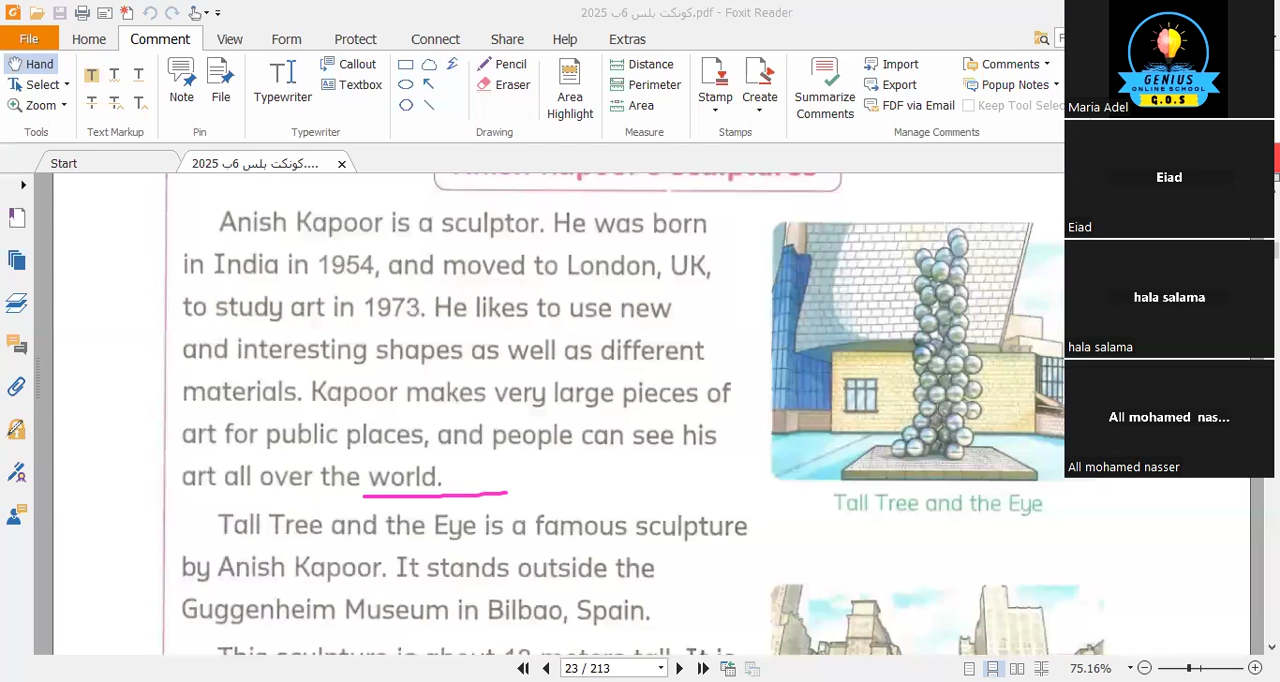 كونكت بلس 6ب 2025.pdf - Foxit Reader
File Home Comment View Form Protect Connect Share Help Extras
Hand
Select
Zoom
Tools
Text Markup
Note
File
Pin
Typewriter
Callout
Textbox
Typewriter
Pencil
Eraser
Area
Highlight
Drawing
Distance
Perimeter
Area
Measure
Stamp
Create
Stamps
Summarize
Comments
Import
Export
FDF via Email
Comments
Popup Notes
Keep Tool Selec
Manage Comments
Start
كونكت بلس 6ب 2025....
Anish Kapoor is a sculptor. He was born
in India in 1954, and moved to London, UK,
to study art in 1973. He likes to use new
and interesting shapes as well as different
materials. Kapoor makes very large pieces of
art for public places, and people can see his
art all over the world.
Tall Tree and the Eye is a famous sculpture
by Anish Kapoor. It stands outside the
Guggenheim Museum in Bilbao, Spain.
Tall Tree and the Eye
GENIUS
ONLINE SCHOOL
G.O.S
Maria Adel
Eiad
Eiad
hala salama
hala salama
All mohamed nas...
All mohamed nasser
23 / 213
75.16%